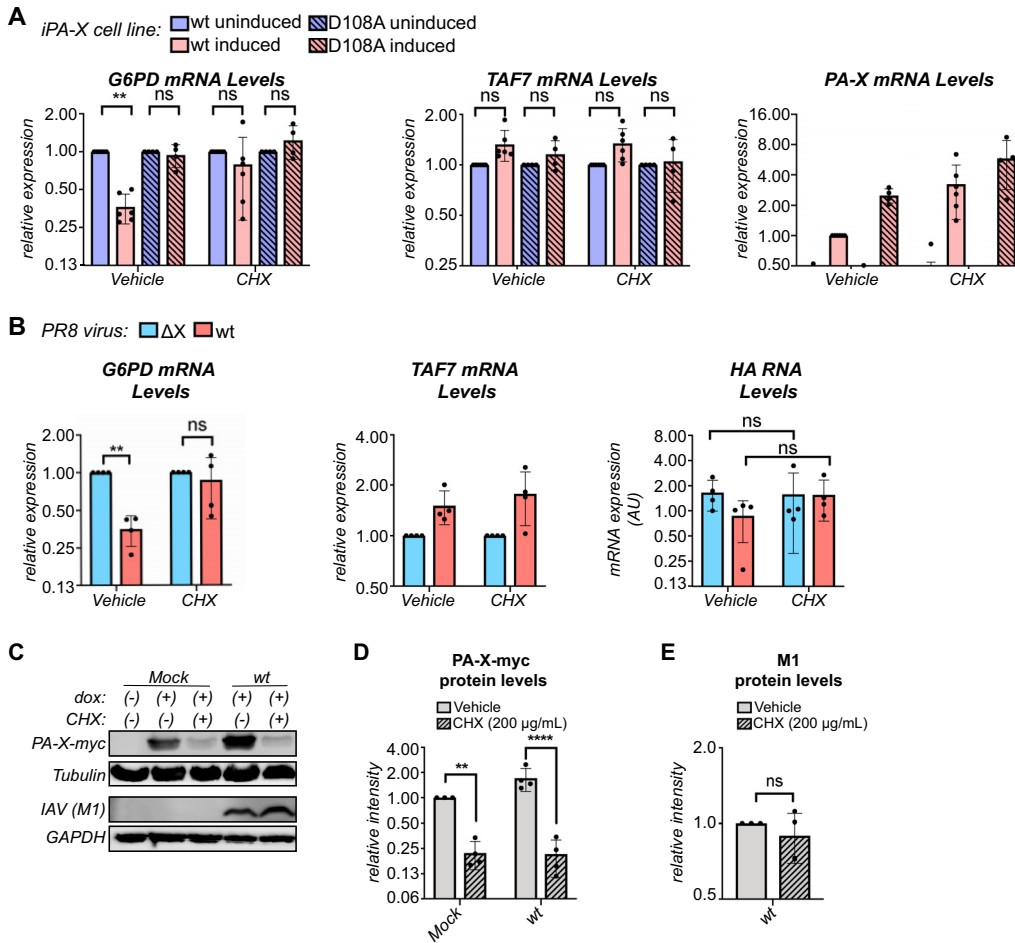 A
iPA-X cell line: wt uninduced D108A uninduced
wt induced D108A induced
G6PD mRNA Levels
relative expression
2.00
1.00
0.50
0.25
0.13
** ns ns ns
Vehicle CHX
TAF7 mRNA Levels
relative expression
2.00
1.00
0.50
0.25
ns ns ns ns
Vehicle CHX
PA-X mRNA Levels
relative expression
16.00
8.00
4.00
2.00
1.00
0.50
Vehicle CHX
B PR8 virus: ΔX wt
G6PD mRNA
Levels
relative expression
2.00
1.00
0.50
0.25
0.13
** ns
Vehicle CHX
TAF7 mRNA
Levels
relative expression
4.00
2.00
1.00
0.50
Vehicle CHX
HA RNA
Levels
mRNA expression
(AU)
8.00
4.00
2.00
1.00
0.50
0.25
0.13
ns
ns
Vehicle CHX
C
Mock wt
dox: (-) (+) (+) (+) (+)
CHX: (-) (-) (+) (-) (+)
PA-X-myc
Tubulin
IAV (M1)
GAPDH
D
PA-X-myc
protein levels
Vehicle
CHX (200 µg/mL)
relative intensity
4.00
2.00
1.00
0.50
0.25
0.13
0.06
** ****
Mock wt
E
M1
protein levels
Vehicle
CHX (200 µg/mL)
relative intensity
2.0
1.0
0.5
ns
wt